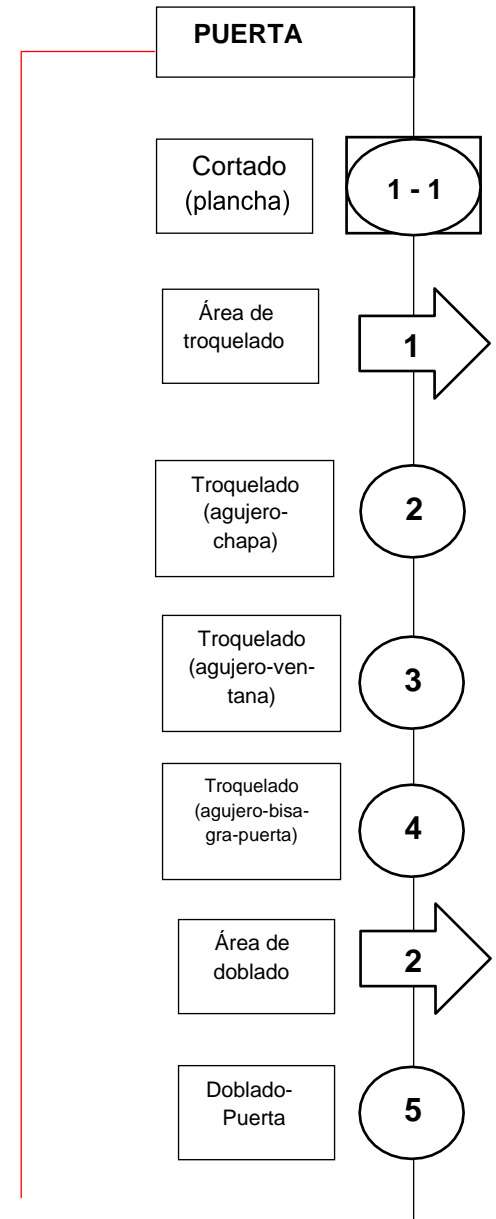 PUERTA
Cortado
(plancha)
1 - 1
Área de
troquelado
1
Troquelado
(agujero-
chapa)
2
Troquelado
(agujero-ven-
tana)
3
Troquelado
(agujero-bisa-
gra-puerta)
4
Área de
doblado
2
Doblado-
Puerta
5